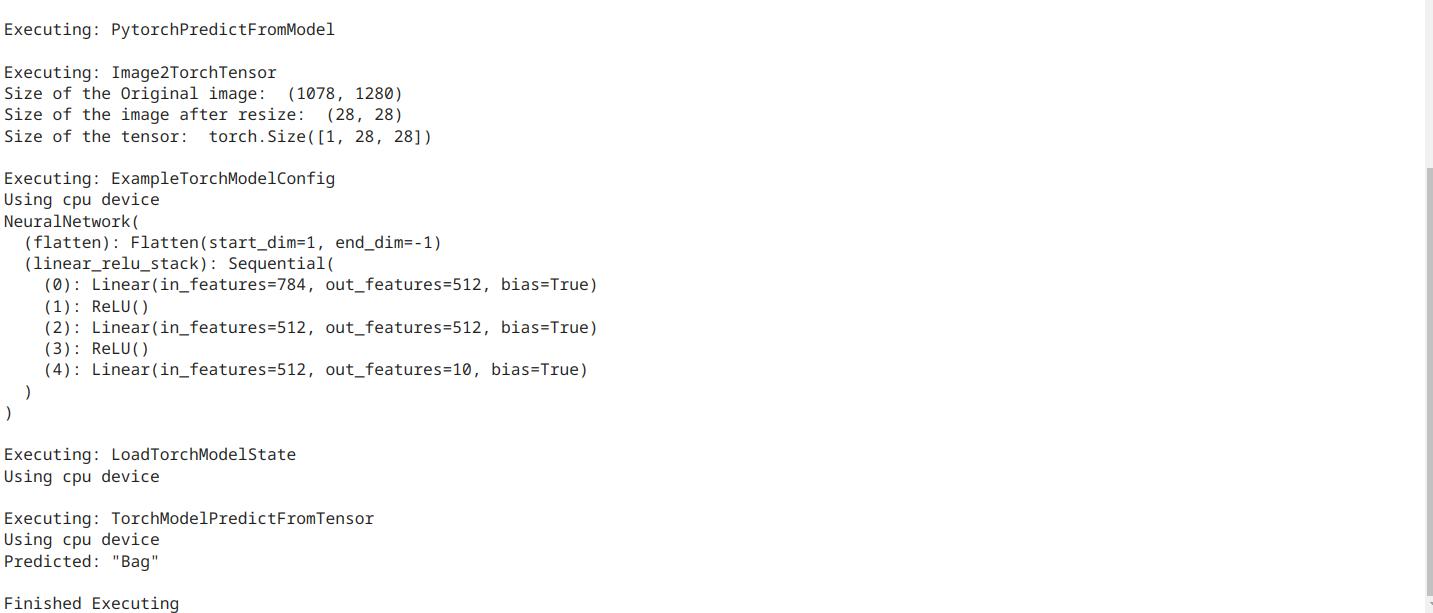 Executing: PytorchPredictFromModel
Executing: Image2TorchTensor
Size of the Original image:  (1078, 1280)
Size of the image after resize:  (28, 28)
Size of the tensor:  torch.Size([1, 28, 28])
Executing: ExampleTorchModelConfig
Using cpu device
NeuralNetwork(
  (flatten): Flatten(start_dim=1, end_dim=-1)
  (linear_relu_stack): Sequential(
    (0): Linear(in_features=784, out_features=512, bias=True)
    (1): ReLU()
    (2): Linear(in_features=512, out_features=512, bias=True)
    (3): ReLU()
    (4): Linear(in_features=512, out_features=10, bias=True)
  )
)
Executing: LoadTorchModelState
Using cpu device
Executing: TorchModelPredictFromTensor
Using cpu device
Predicted: "Bag"
Finished Executing